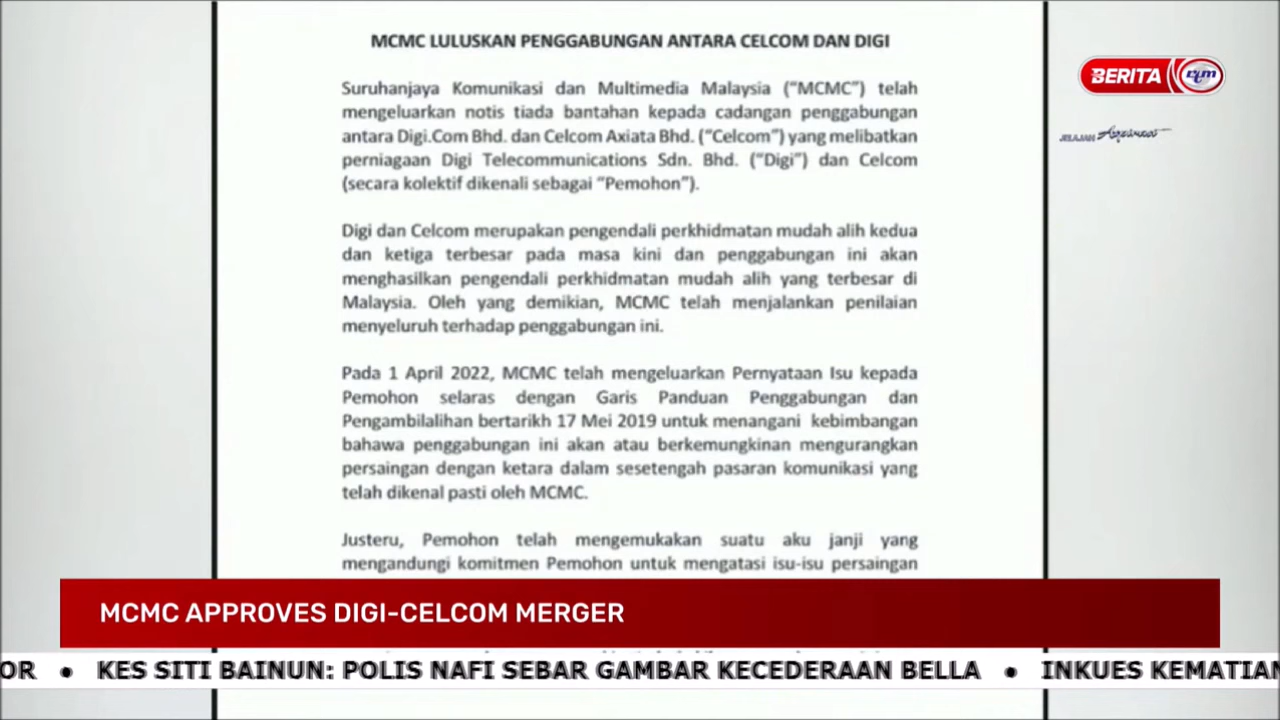 MCMC LULUSKAN PENGGABUNGAN ANTARA CELCOM DAN DIGI
Suruhanjaya Komunikasi dan Multimedia Malaysia (“MCMC”) telah
mengeluarkan notis tiada bantahan kepada cadangan penggabungan
antara Digi.Com Bhd. dan Celcom Axiata Bhd. (“Celcom”) yang melibatkan
perniagaan Digi Telecommunications Sdn. Bhd. (“Digi”) dan Celcom
(secara kolektif dikenali sebagai “Pemohon”).
Digi dan Celcom merupakan pengendali perkhidmatan mudah alih kedua
dan ketiga terbesar pada masa kini dan penggabungan ini akan
menghasilkan pengendali perkhidmatan mudah alih yang terbesar di
Malaysia. Oleh yang demikian, MCMC telah menjalankan penilaian
menyeluruh terhadap penggabungan ini.
Pada 1 April 2022, MCMC telah mengeluarkan Pernyataan Isu kepada
Pemohon selaras dengan Garis Panduan Penggabungan dan
Pengambilalihan bertarikh 17 Mei 2019 untuk menangani kebimbangan
bahawa penggabungan ini akan atau berkemungkinan mengurangkan
persaingan dengan ketara dalam sesetengah pasaran komunikasi yang
telah dikenal pasti oleh MCMC.
Justeru, Pemohon telah mengemukakan suatu aku janji yang
mengandungi komitmen Pemohon untuk mengatasi isu-isu persaingan
BERITA rtm
JELAJAH Aspirasi
MCMC APPROVES DIGI-CELCOM MERGER
OR • KES SITI BAINUN: POLIS NAFI SEBAR GAMBAR KECEDERAAN BELLA • INKUES KEMATIAN